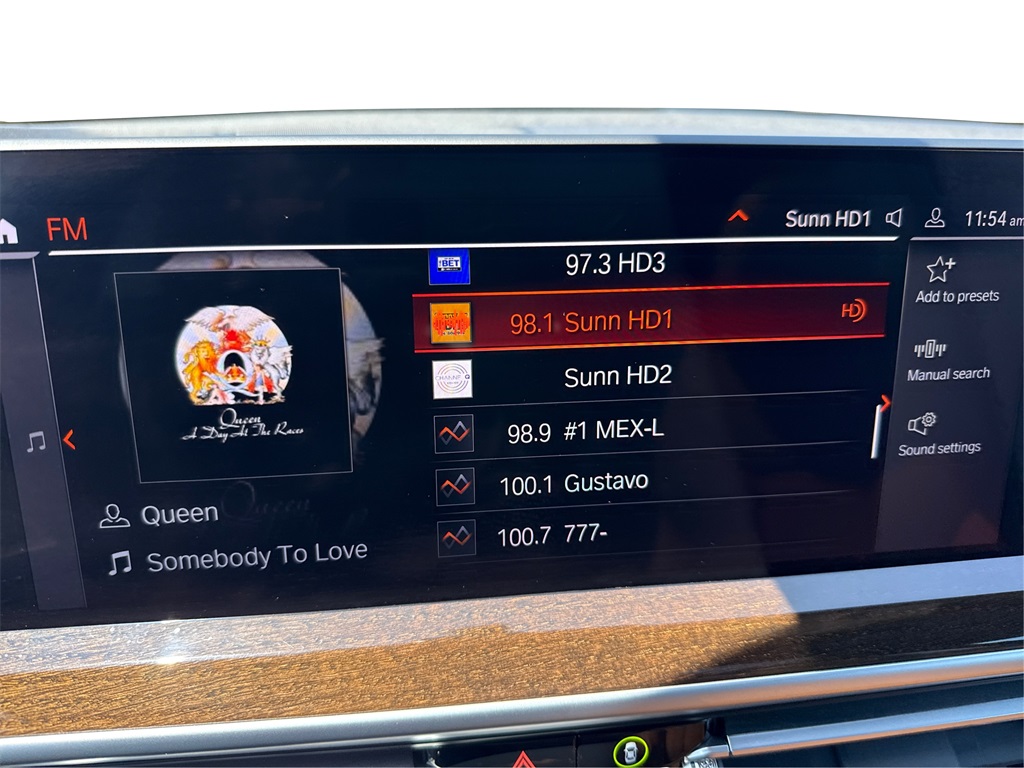 FM
Sunn HD1
11:54 am
BET
97.3 HD3
98.1 Sunn HD1
HD
Sunn HD2
98.9 #1 MEX-L
100.1 Gustavo
100.7 777-
Add to presets
Manual search
Sound settings
Queen
A Day At The Races
Queen
Somebody To Love